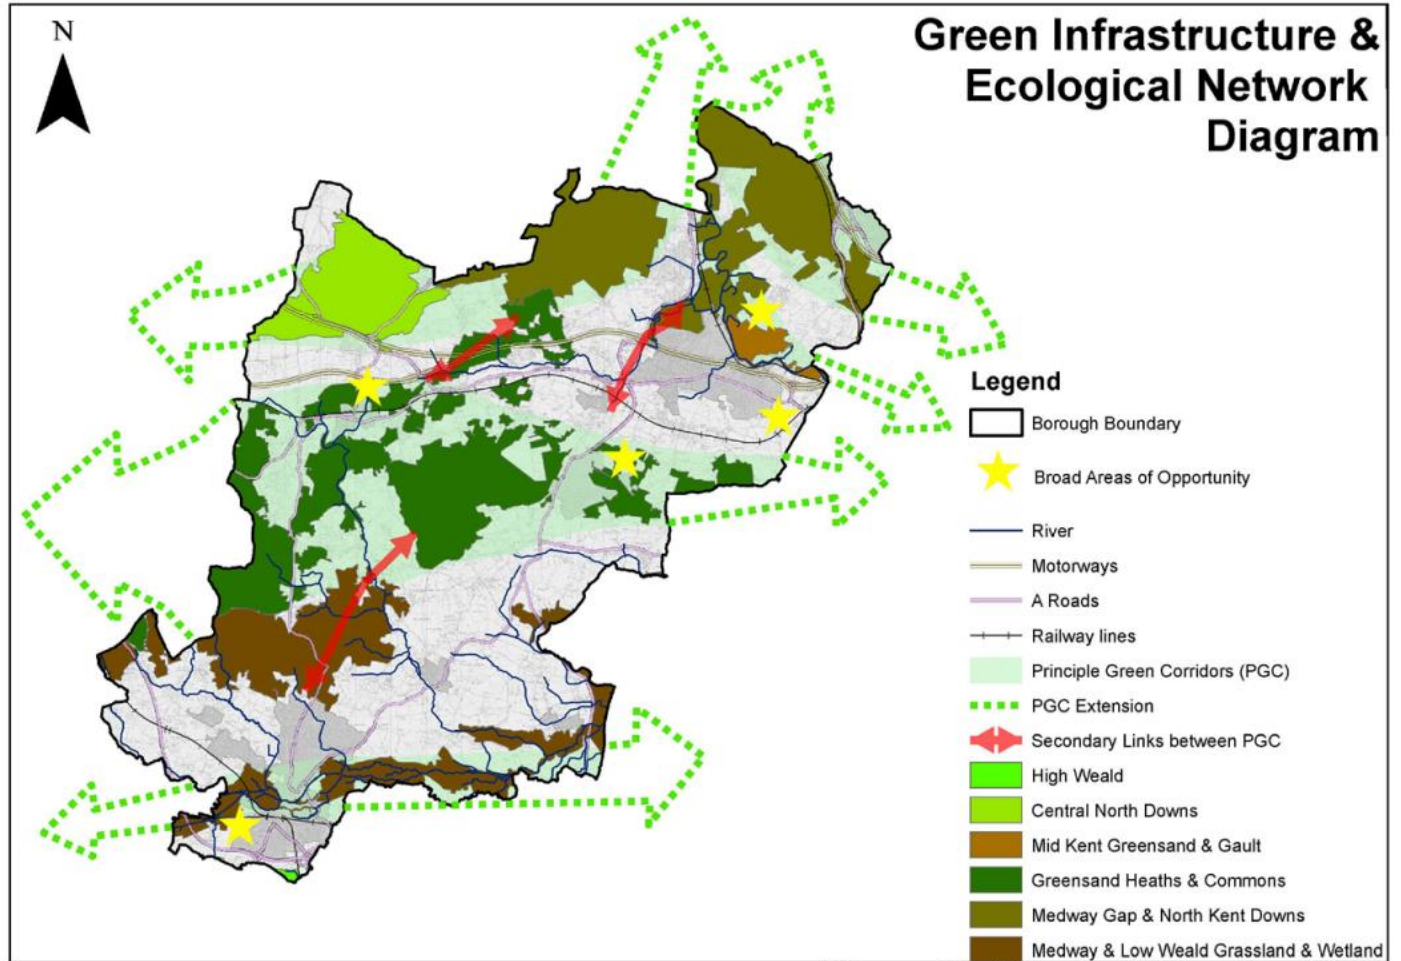 N
Green Infrastructure &
Ecological Network
Diagram
Legend
Borough Boundary
Broad Areas of Opportunity
River
Motorways
A Roads
Railway lines
Principle Green Corridors (PGC)
PGC Extension
Secondary Links between PGC
High Weald
Central North Downs
Mid Kent Greensand & Gault
Greensand Heaths & Commons
Medway Gap & North Kent Downs
Medway & Low Weald Grassland & Wetland